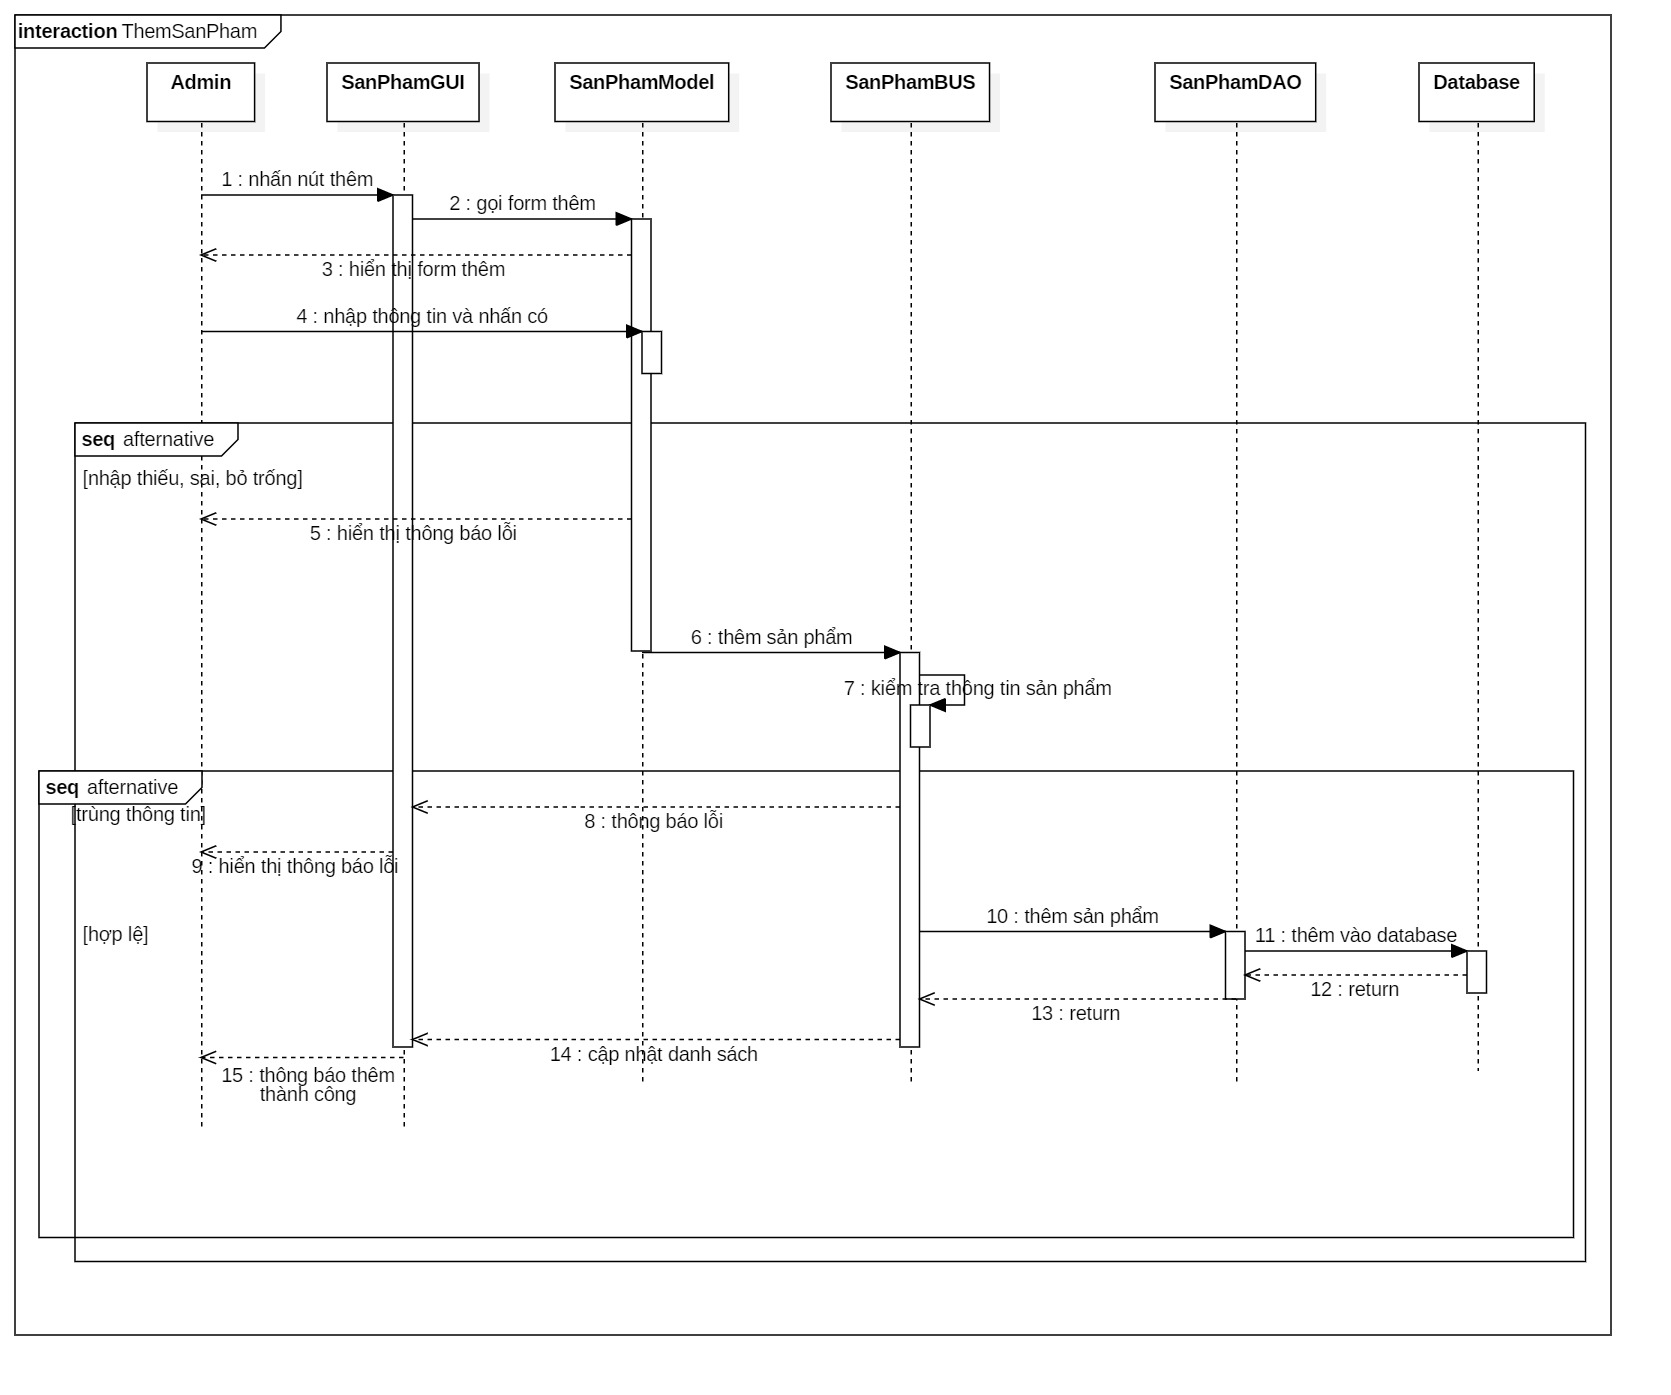 interaction ThemSanPham
Admin
SanPhamGUI
SanPhamModel
SanPhamBUS
SanPhamDAO
Database
1 : nhấn nút thêm
2 : gọi form thêm
3 : hiển thị form thêm
4 : nhập thông tin và nhấn có
seq afternative
[nhập thiếu, sai, bỏ trống]
5 : hiển thị thông báo lỗi
6 : thêm sản phẩm
7 : kiểm tra thông tin sản phẩm
seq afternative
[trùng thông tin]
8 : thông báo lỗi
9 : hiển thị thông báo lỗi
10 : thêm sản phẩm
[hợp lệ]
11 : thêm vào database
12 : return
13 : return
14 : cập nhật danh sách
15 : thông báo thêm
thành công